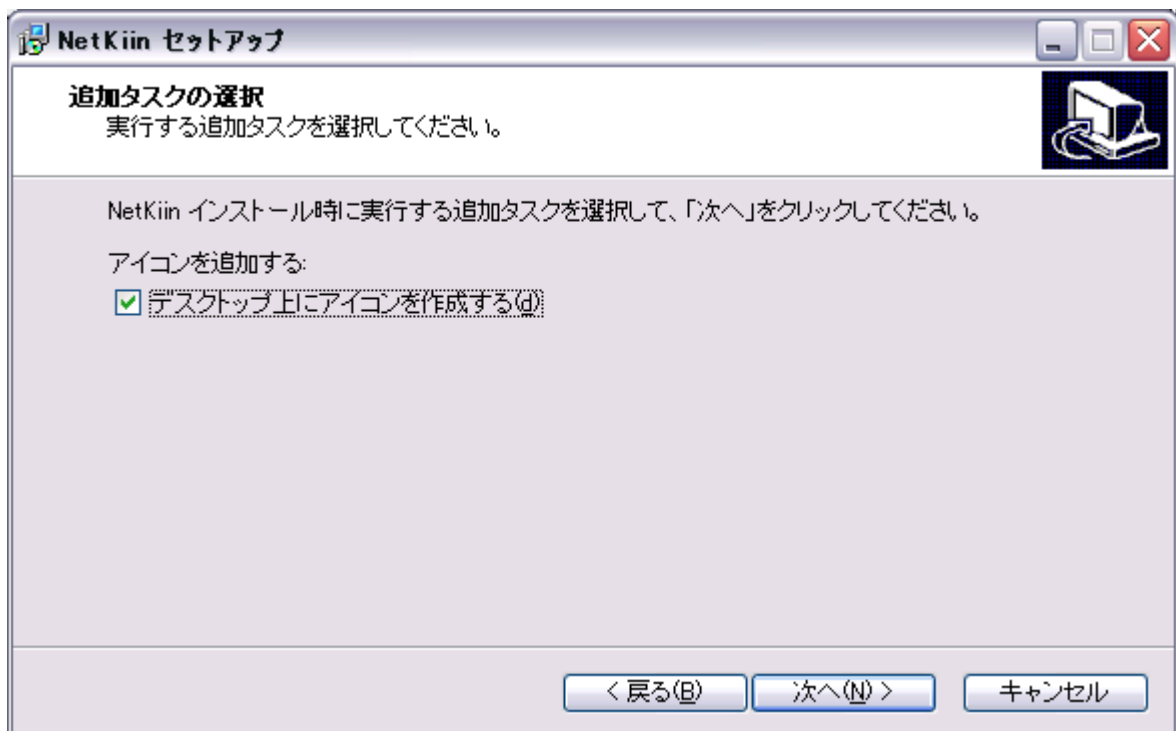 NetKiin セットアップ
追加タスクの選択
実行する追加タスクを選択してください。
NetKiin インストール時に実行する追加タスクを選択して、「次へ」をクリックしてください。
アイコンを追加する:
デスクトップ上にアイコンを作成する(d)
< 戻る(B) 次へ(N) > キャンセル